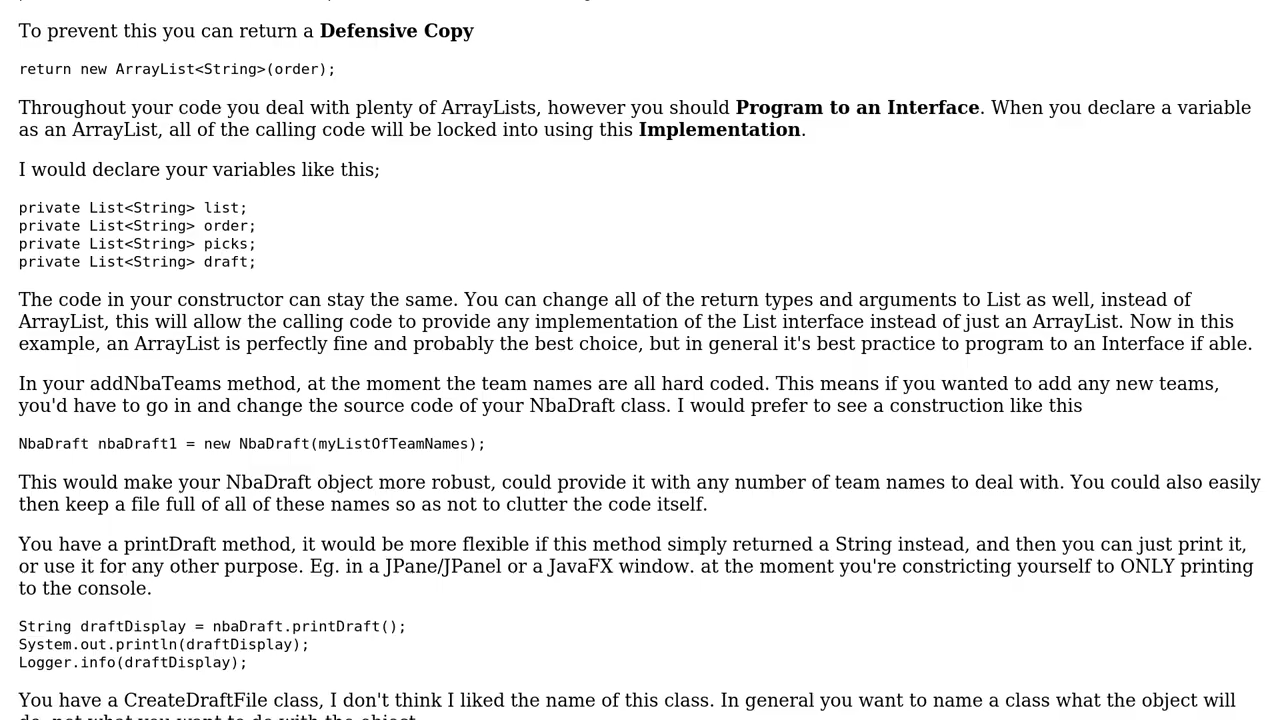 To prevent this you can return a Defensive Copy
return new ArrayList<String>(order);
Throughout your code you deal with plenty of ArrayLists, however you should Program to an Interface. When you declare a variable
as an ArrayList, all of the calling code will be locked into using this Implementation.
I would declare your variables like this;
private List<String> list;
private List<String> order;
private List<String> picks;
private List<String> draft;
The code in your constructor can stay the same. You can change all of the return types and arguments to List as well, instead of
ArrayList, this will allow the calling code to provide any implementation of the List interface instead of just an ArrayList. Now in this
example, an ArrayList is perfectly fine and probably the best choice, but in general it's best practice to program to an Interface if able.
In your addNbaTeams method, at the moment the team names are all hard coded. This means if you wanted to add any new teams,
you'd have to go in and change the source code of your NbaDraft class. I would prefer to see a construction like this
NbaDraft nbaDraft1 = new NbaDraft(myListOfTeamNames);
This would make your NbaDraft object more robust, could provide it with any number of team names to deal with. You could also easily
then keep a file full of all of these names so as not to clutter the code itself.
You have a printDraft method, it would be more flexible if this method simply returned a String instead, and then you can just print it,
or use it for any other purpose. Eg. in a JPane/JPanel or a JavaFX window. at the moment you're constricting yourself to ONLY printing
to the console.
String draftDisplay = nbaDraft.printDraft();
System.out.println(draftDisplay);
Logger.info(draftDisplay);
You have a CreateDraftFile class, I don't think I liked the name of this class. In general you want to name a class what the object will
do, not what you want to do with the object